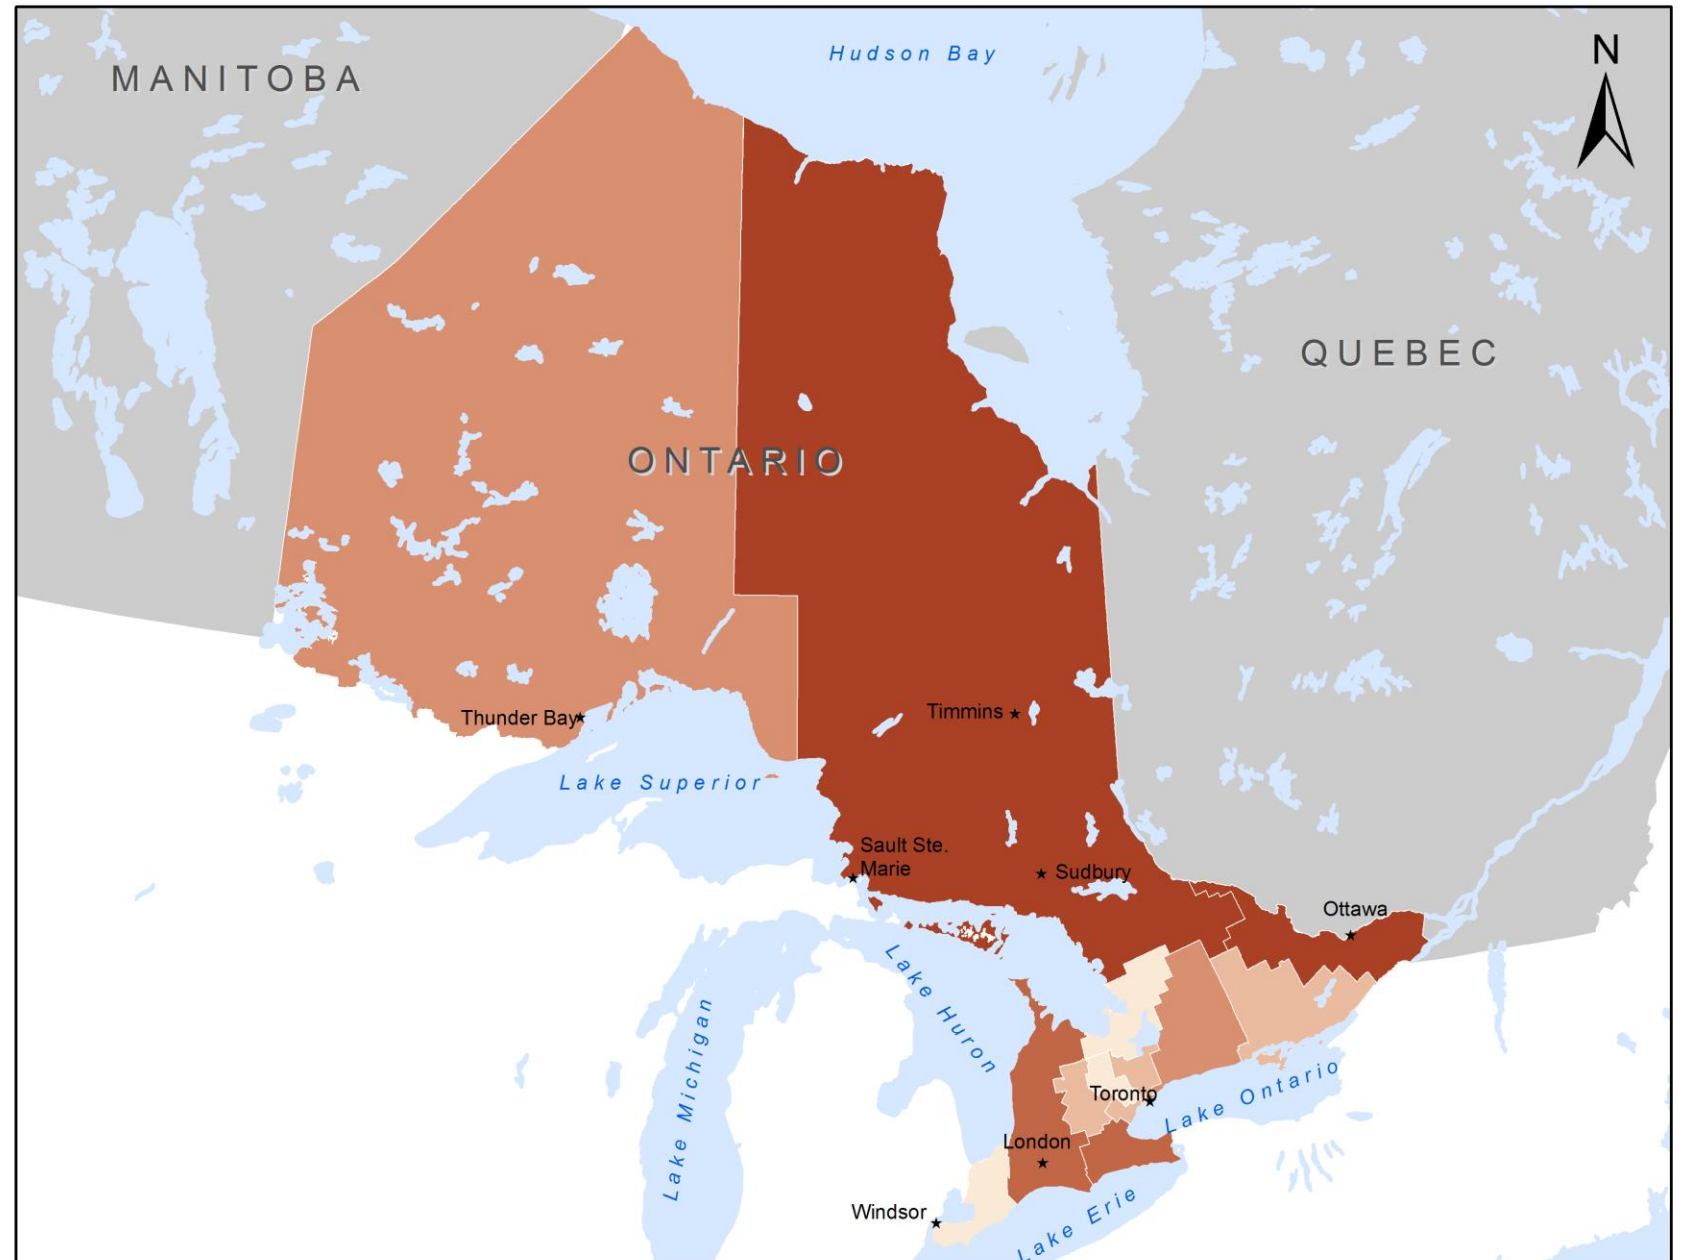 Hudson Bay
N
MANITOBA
QUEBEC
ONTARIO
Thunder Bay
Timmins
Lake Superior
Sault Ste.
Marie
Sudbury
Ottawa
Lake Huron
Lake Michigan
Toronto
Lake Ontario
London
Windsor
Lake Erie